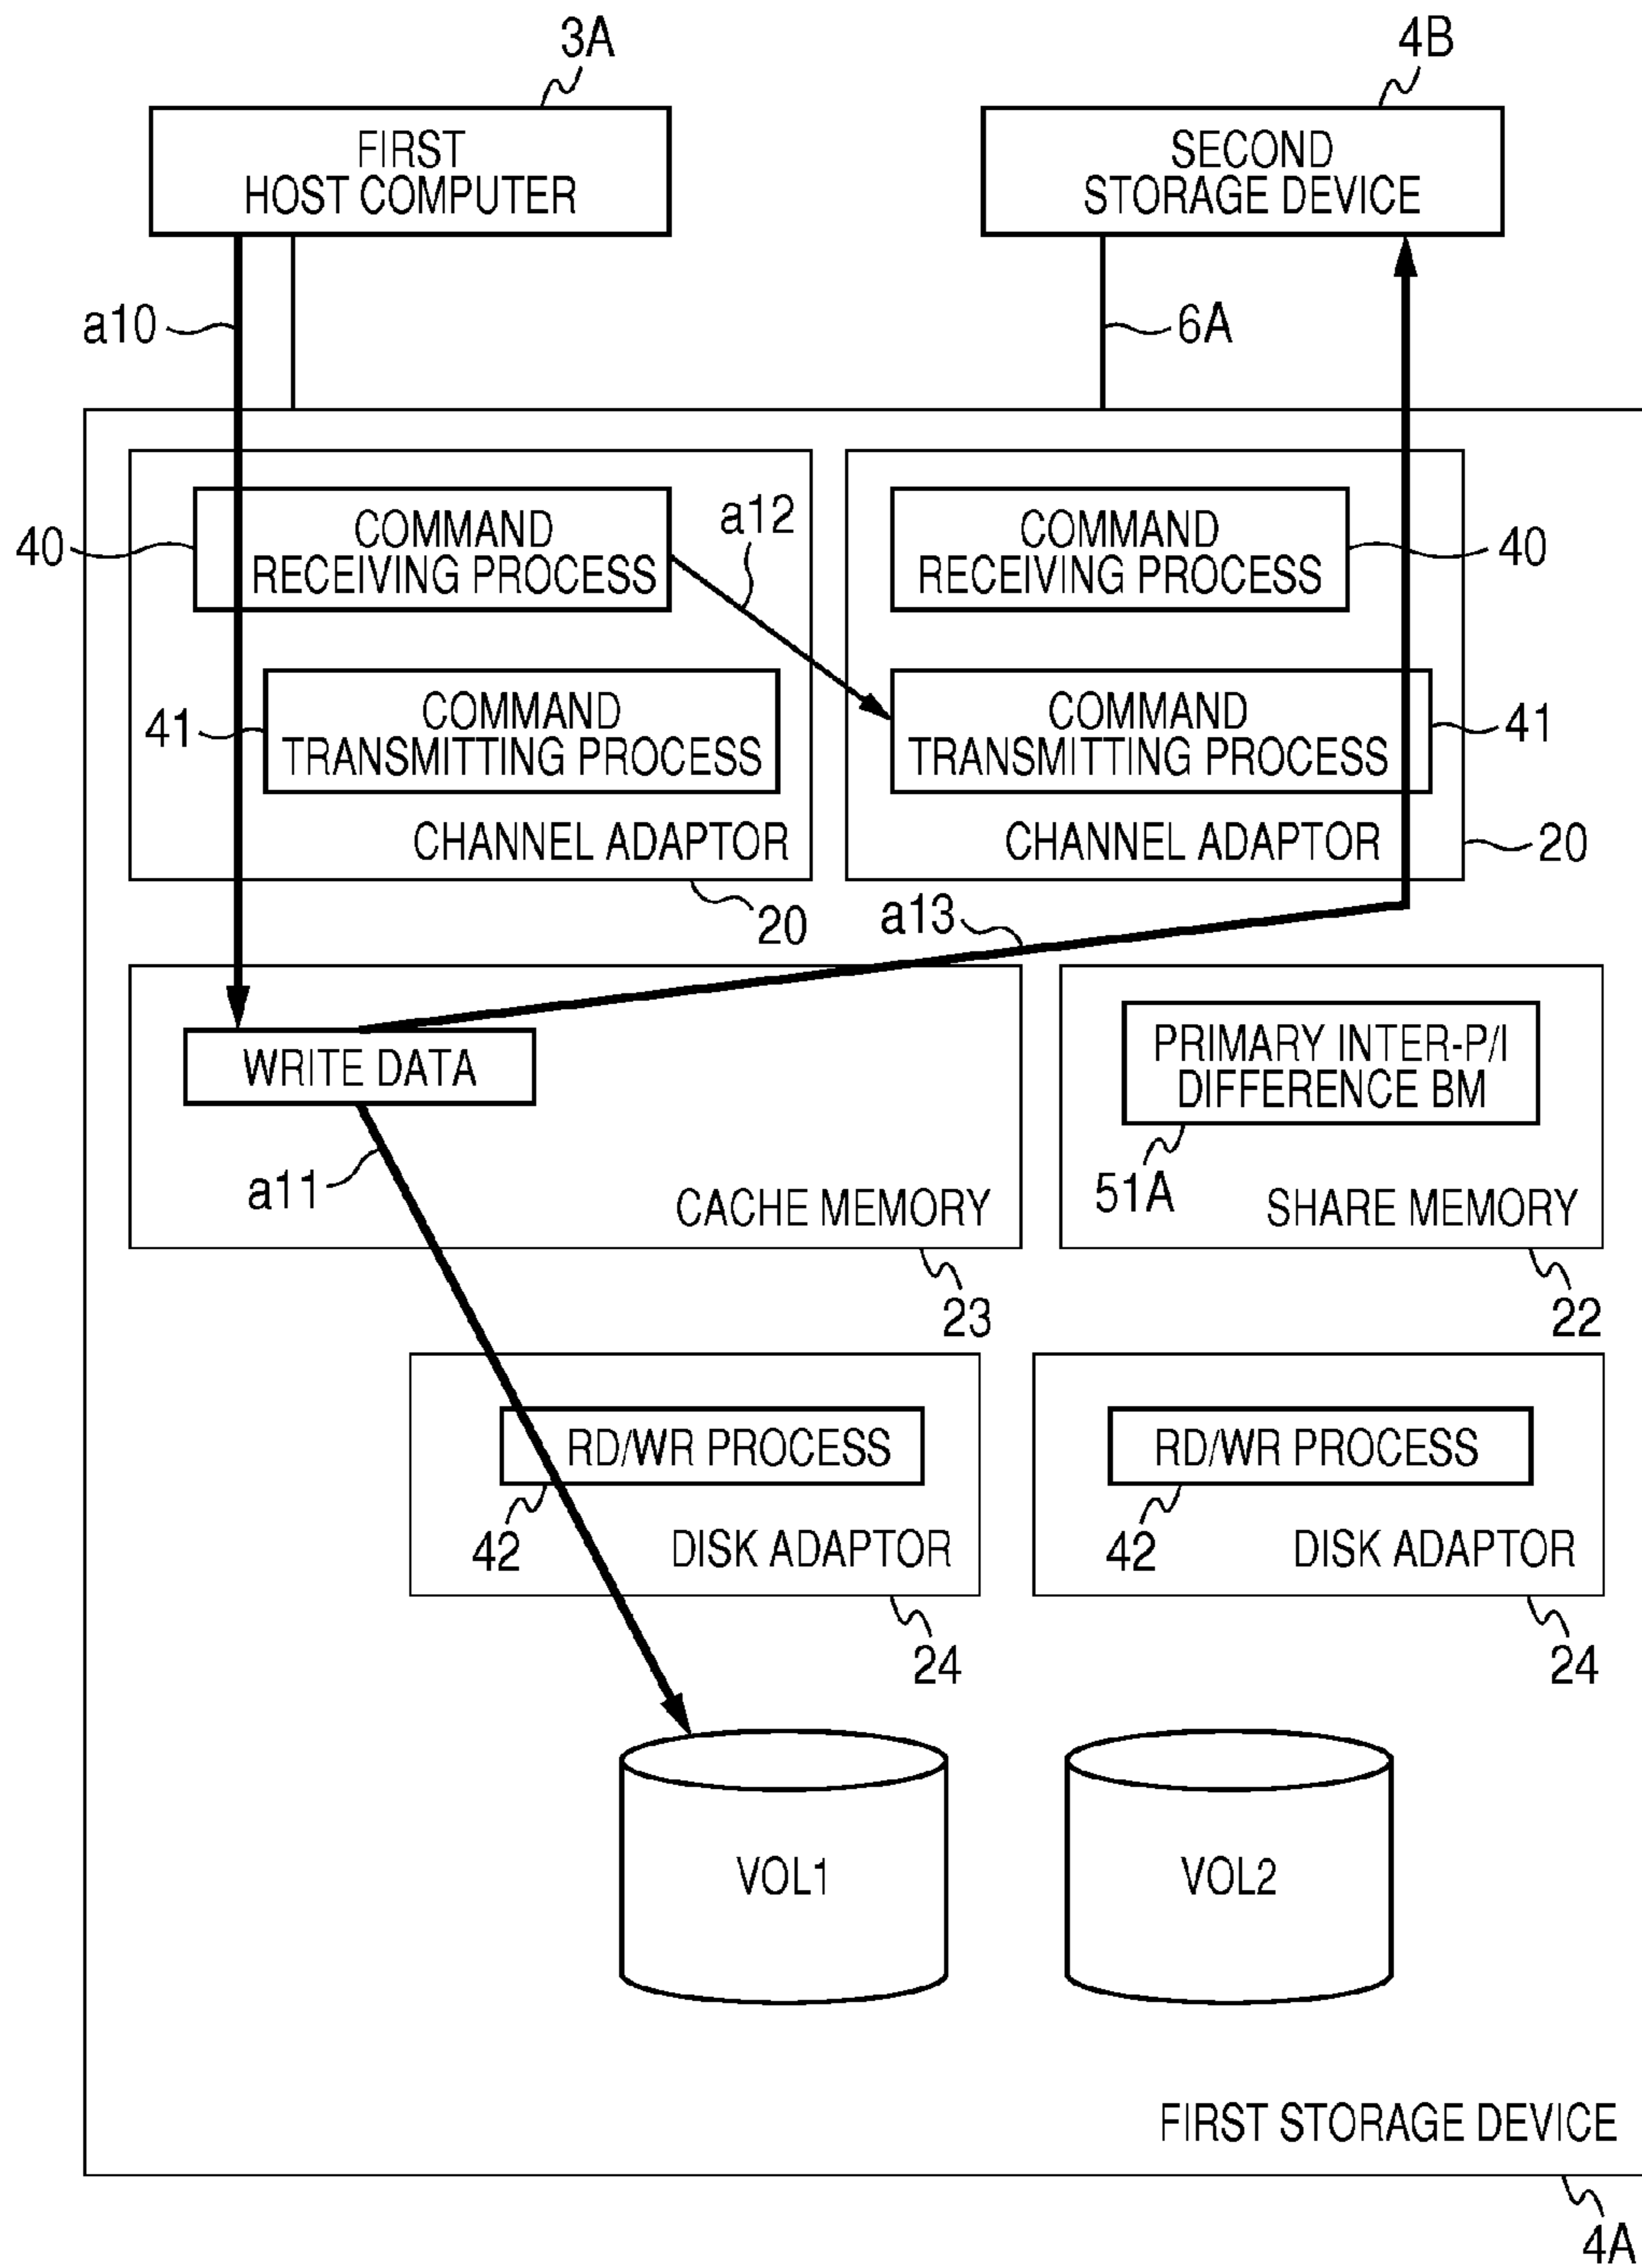 3A
4B
FIRST
HOST COMPUTER
SECOND
STORAGE DEVICE
a10
6A
COMMAND
RECEIVING PROCESS
a12
COMMAND
RECEIVING PROCESS
40
40
COMMAND
TRANSMITTING PROCESS
COMMAND
TRANSMITTING PROCESS
41
41
CHANNEL ADAPTOR
CHANNEL ADAPTOR
20
20
a13
WRITE DATA
PRIMARY INTER-P/I
DIFFERENCE BM
a11
51A
CACHE MEMORY
SHARE MEMORY
23
22
RD/WR PROCESS
RD/WR PROCESS
42
DISK ADAPTOR
42
DISK ADAPTOR
24
24
VOL1
VOL2
FIRST STORAGE DEVICE
4A